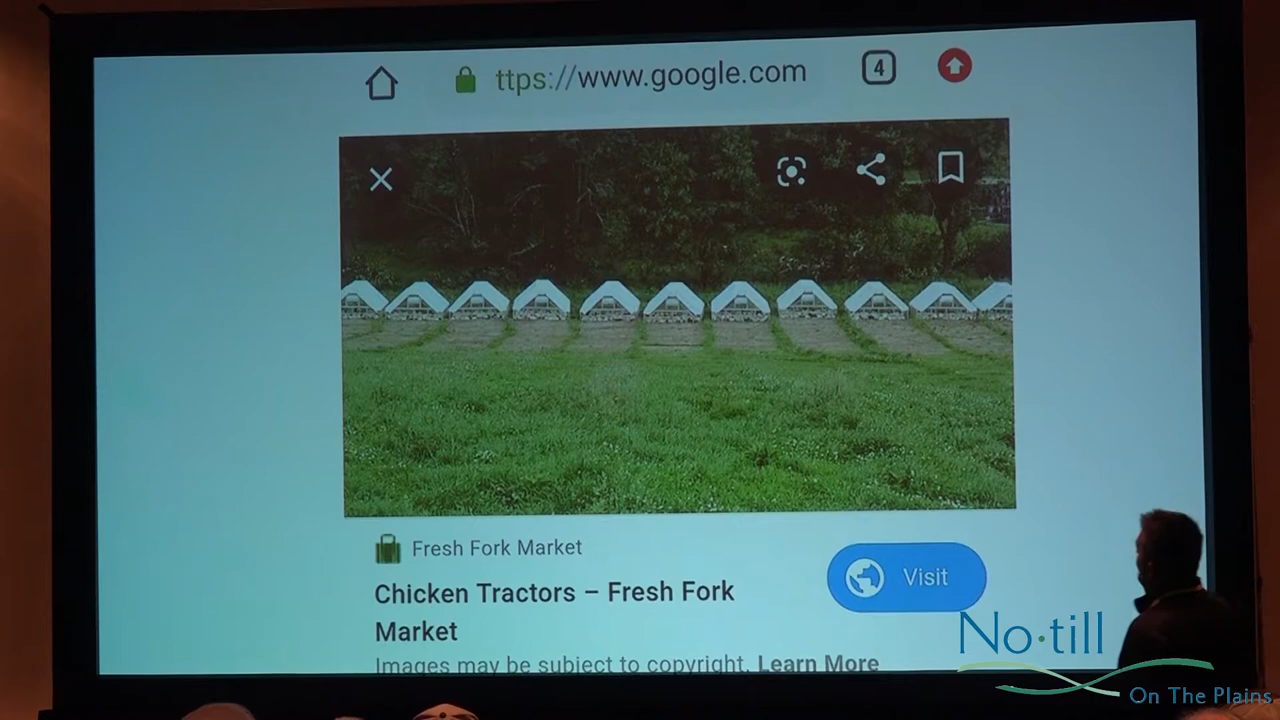 ttps://www.google.com
4
Fresh Fork Market
Chicken Tractors – Fresh Fork
Market
Visit
Images may be subject to copyright. Learn More
No·till
On The Plains